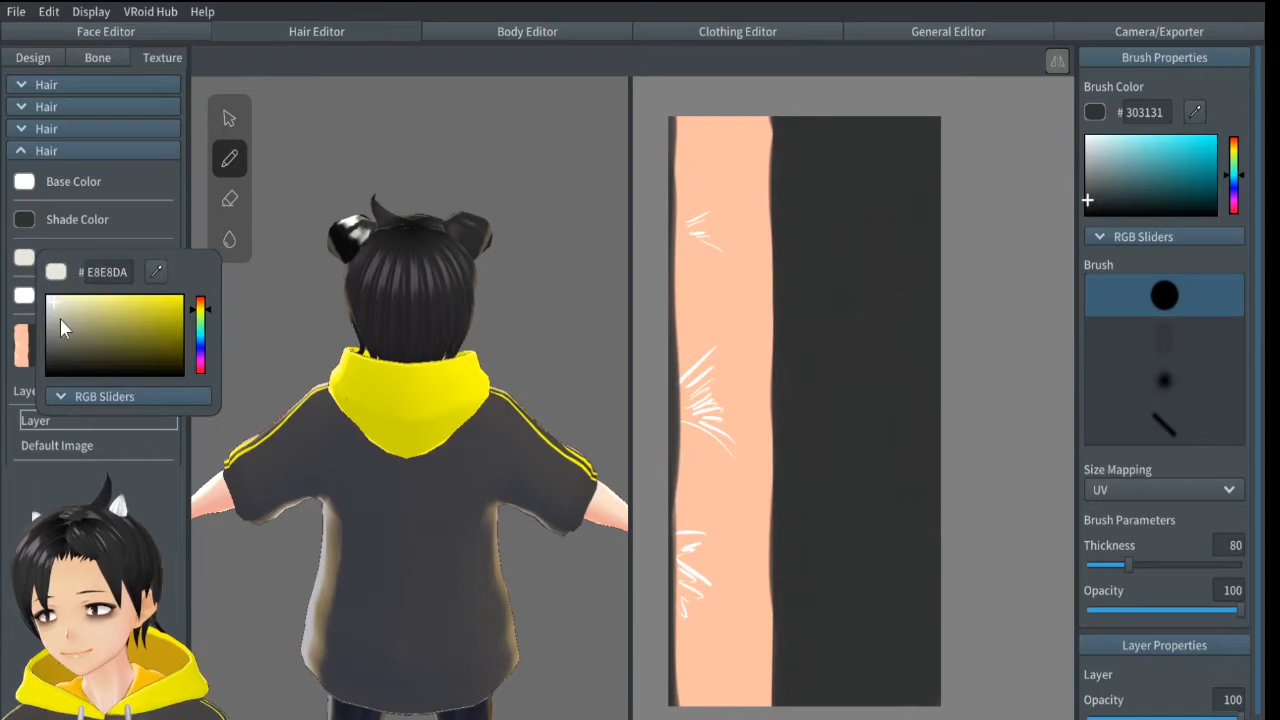 File Edit Display VRoid Hub Help
Face Editor Hair Editor Body Editor Clothing Editor General Editor Camera/Exporter
Design Bone Texture
Hair
Hair
Hair
Hair
Base Color
Shade Color
# E8E8DA
RGB Sliders
Laye
Layer
Default Image
Brush Properties
Brush Color
# 303131
RGB Sliders
Brush
Size Mapping
UV
Brush Parameters
Thickness 80
Opacity 100
Layer Properties
Layer
Opacity 100